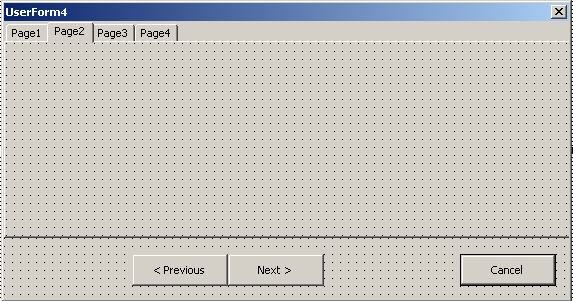 UserForm4
Page1 Page2 Page3 Page4
< Previous Next > Cancel